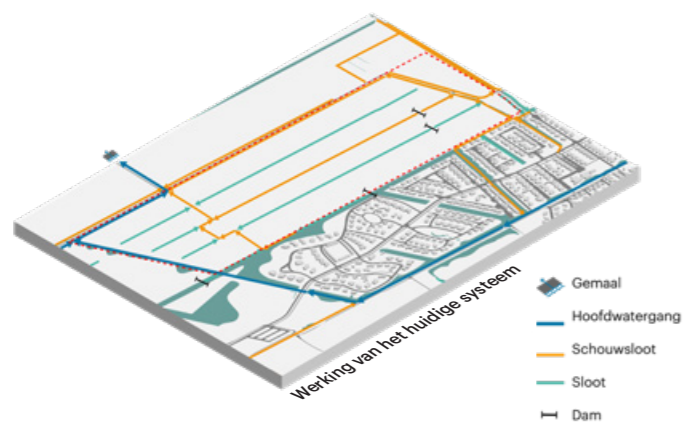 Werking van het huidige systeem
Gemaal
Hoofdwatergang
Schouwsloot
Sloot
Dam